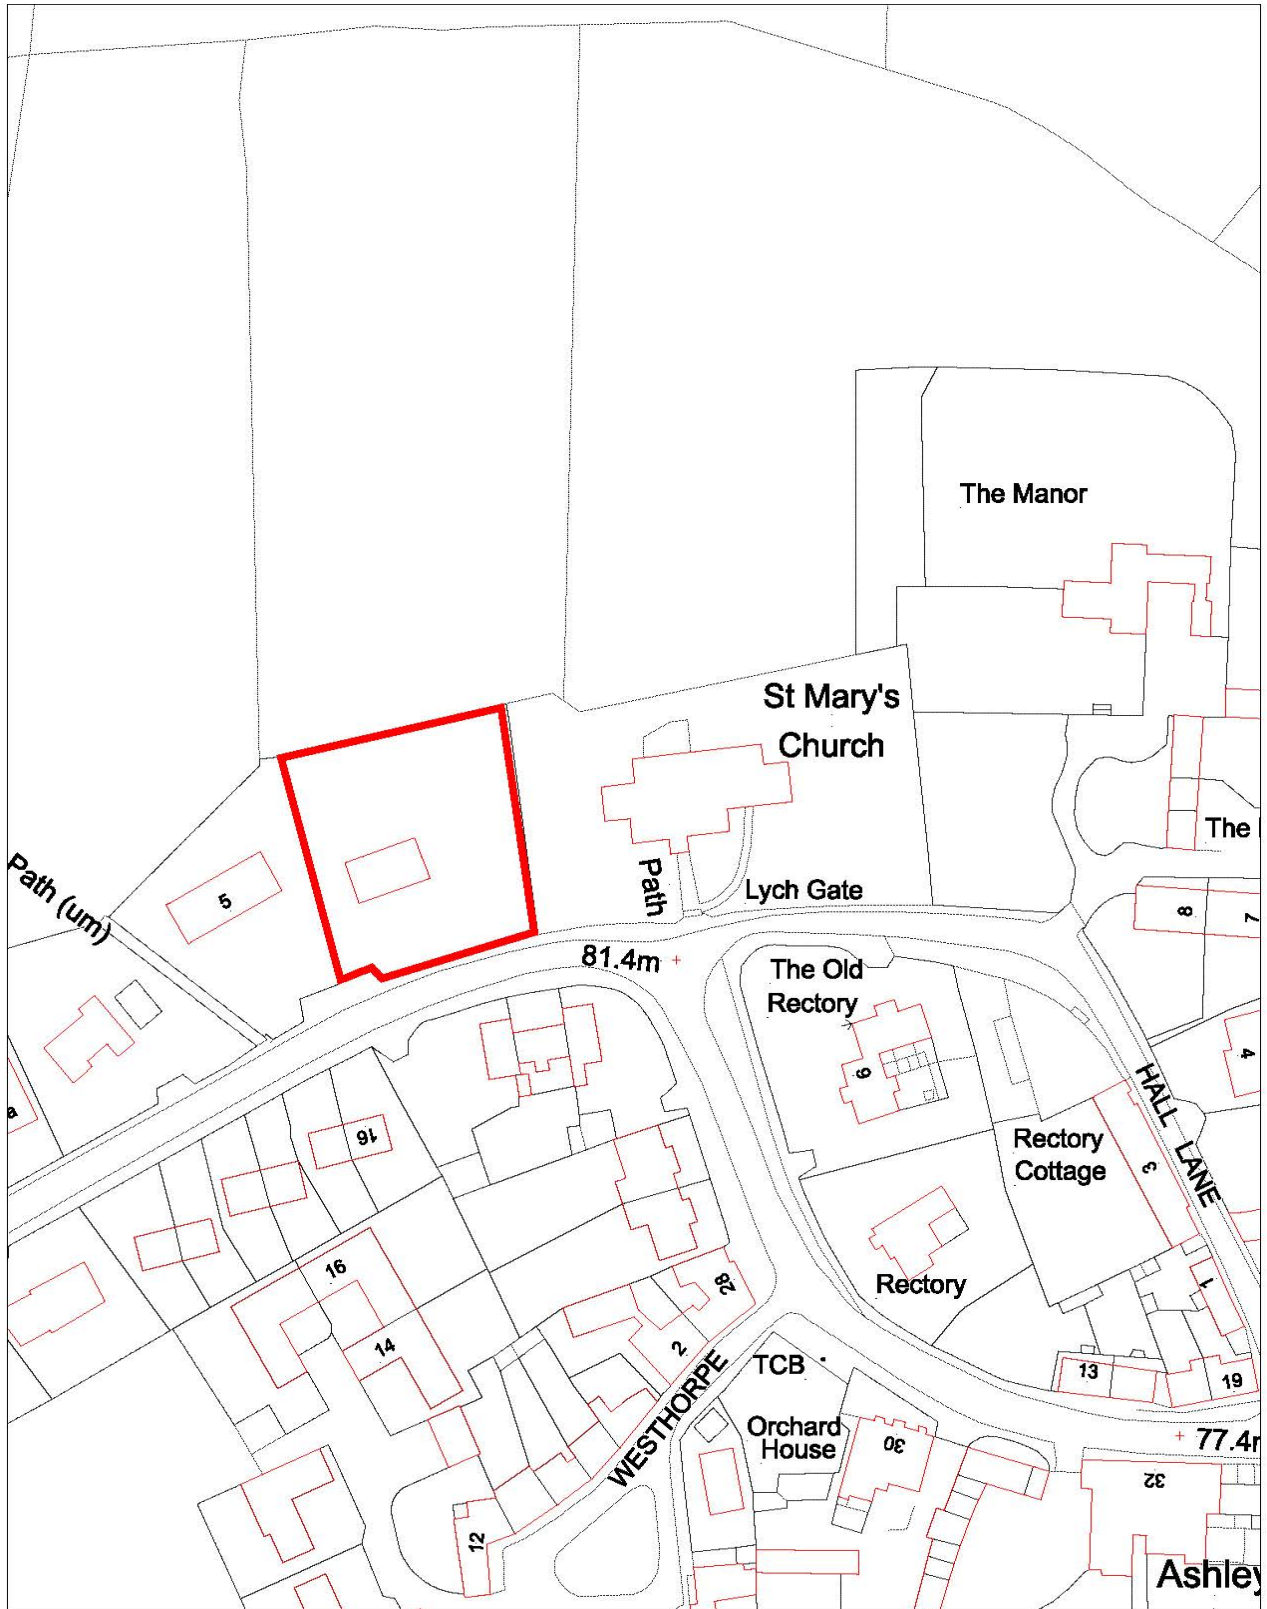 The Manor
St Mary's
Church
The
Path (um)
5
Path
Lych Gate
8
7
81.4m
The Old
Rectory
6
4
HALL LANE
a
16
Rectory
Cottage
3
16
Rectory
28
1
14
2
WESTHORPE
TCB
13
19
Orchard
House
30
77.4m
32
12
Ashley